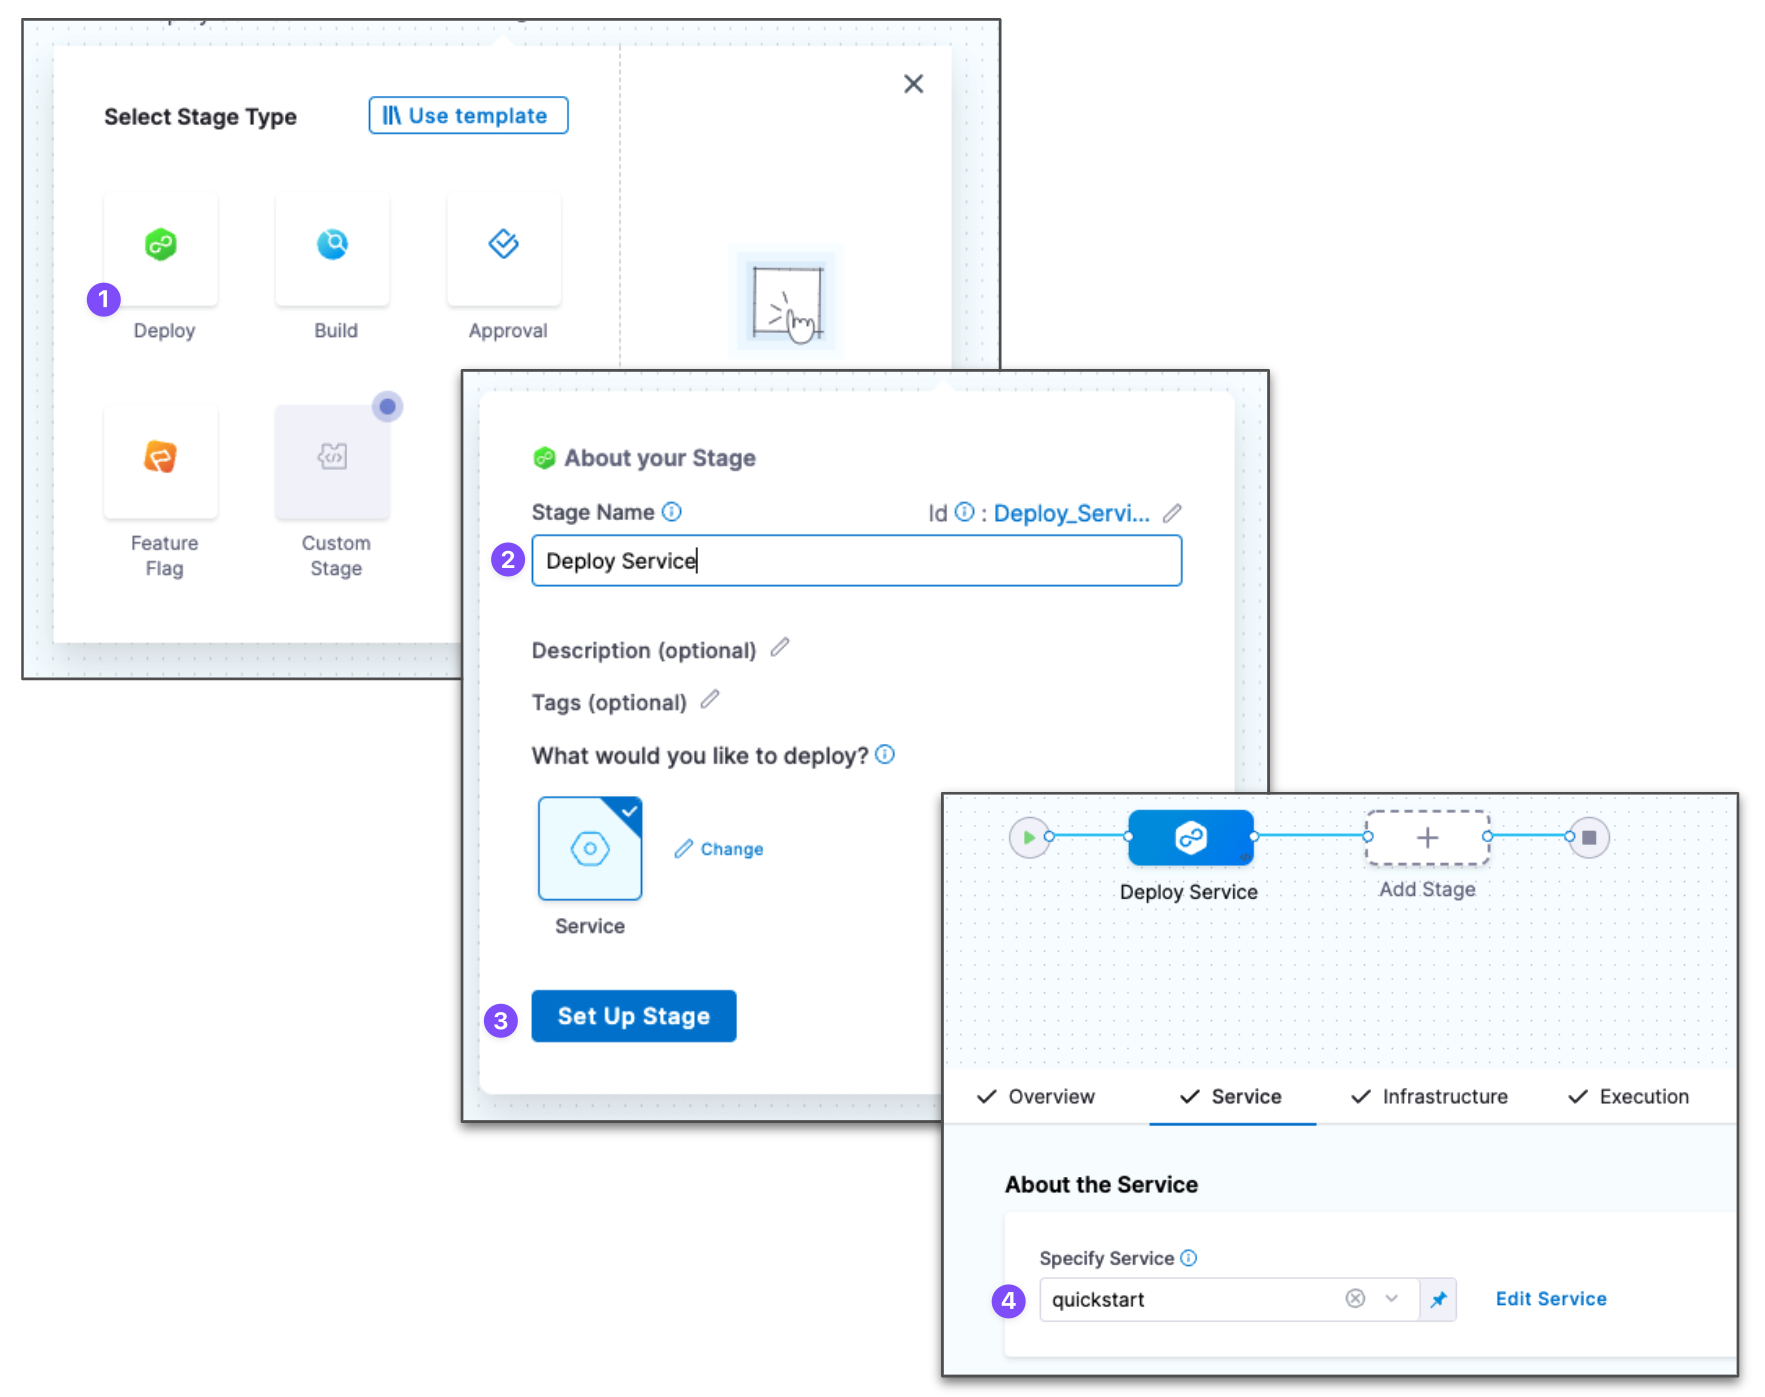 Select Stage Type
Use template
1
Deploy
Build
Approval
Feature
Flag
Custom
Stage
About your Stage
Stage Name
Id : Deploy_Servi...
2
Deploy Service
Description (optional)
Tags (optional)
What would you like to deploy?
Change
Service
3
Set Up Stage
Deploy Service
Add Stage
Overview
Service
Infrastructure
Execution
About the Service
Specify Service
4
quickstart
Edit Service